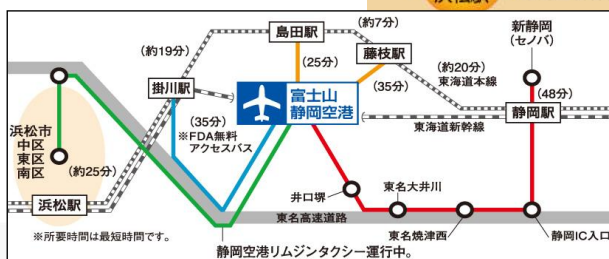 浜松駅
新静岡
(セノバ)
島田駅
(約7分)
藤枝駅
(約19分)
(25分)
(約20分)
東海道本線
掛川駅
(35分)
(48分)
富士山
静岡空港
静岡駅
(35分)
※FDA無料
アクセスバス
東海道新幹線
浜松市
中区
東区
南区
(約25分)
井口堺
東名大井川
浜松駅
東名高速道路
※所要時間は最短時間です。
東名焼津西
静岡IC入口
静岡空港リムジンタクシー運行中。